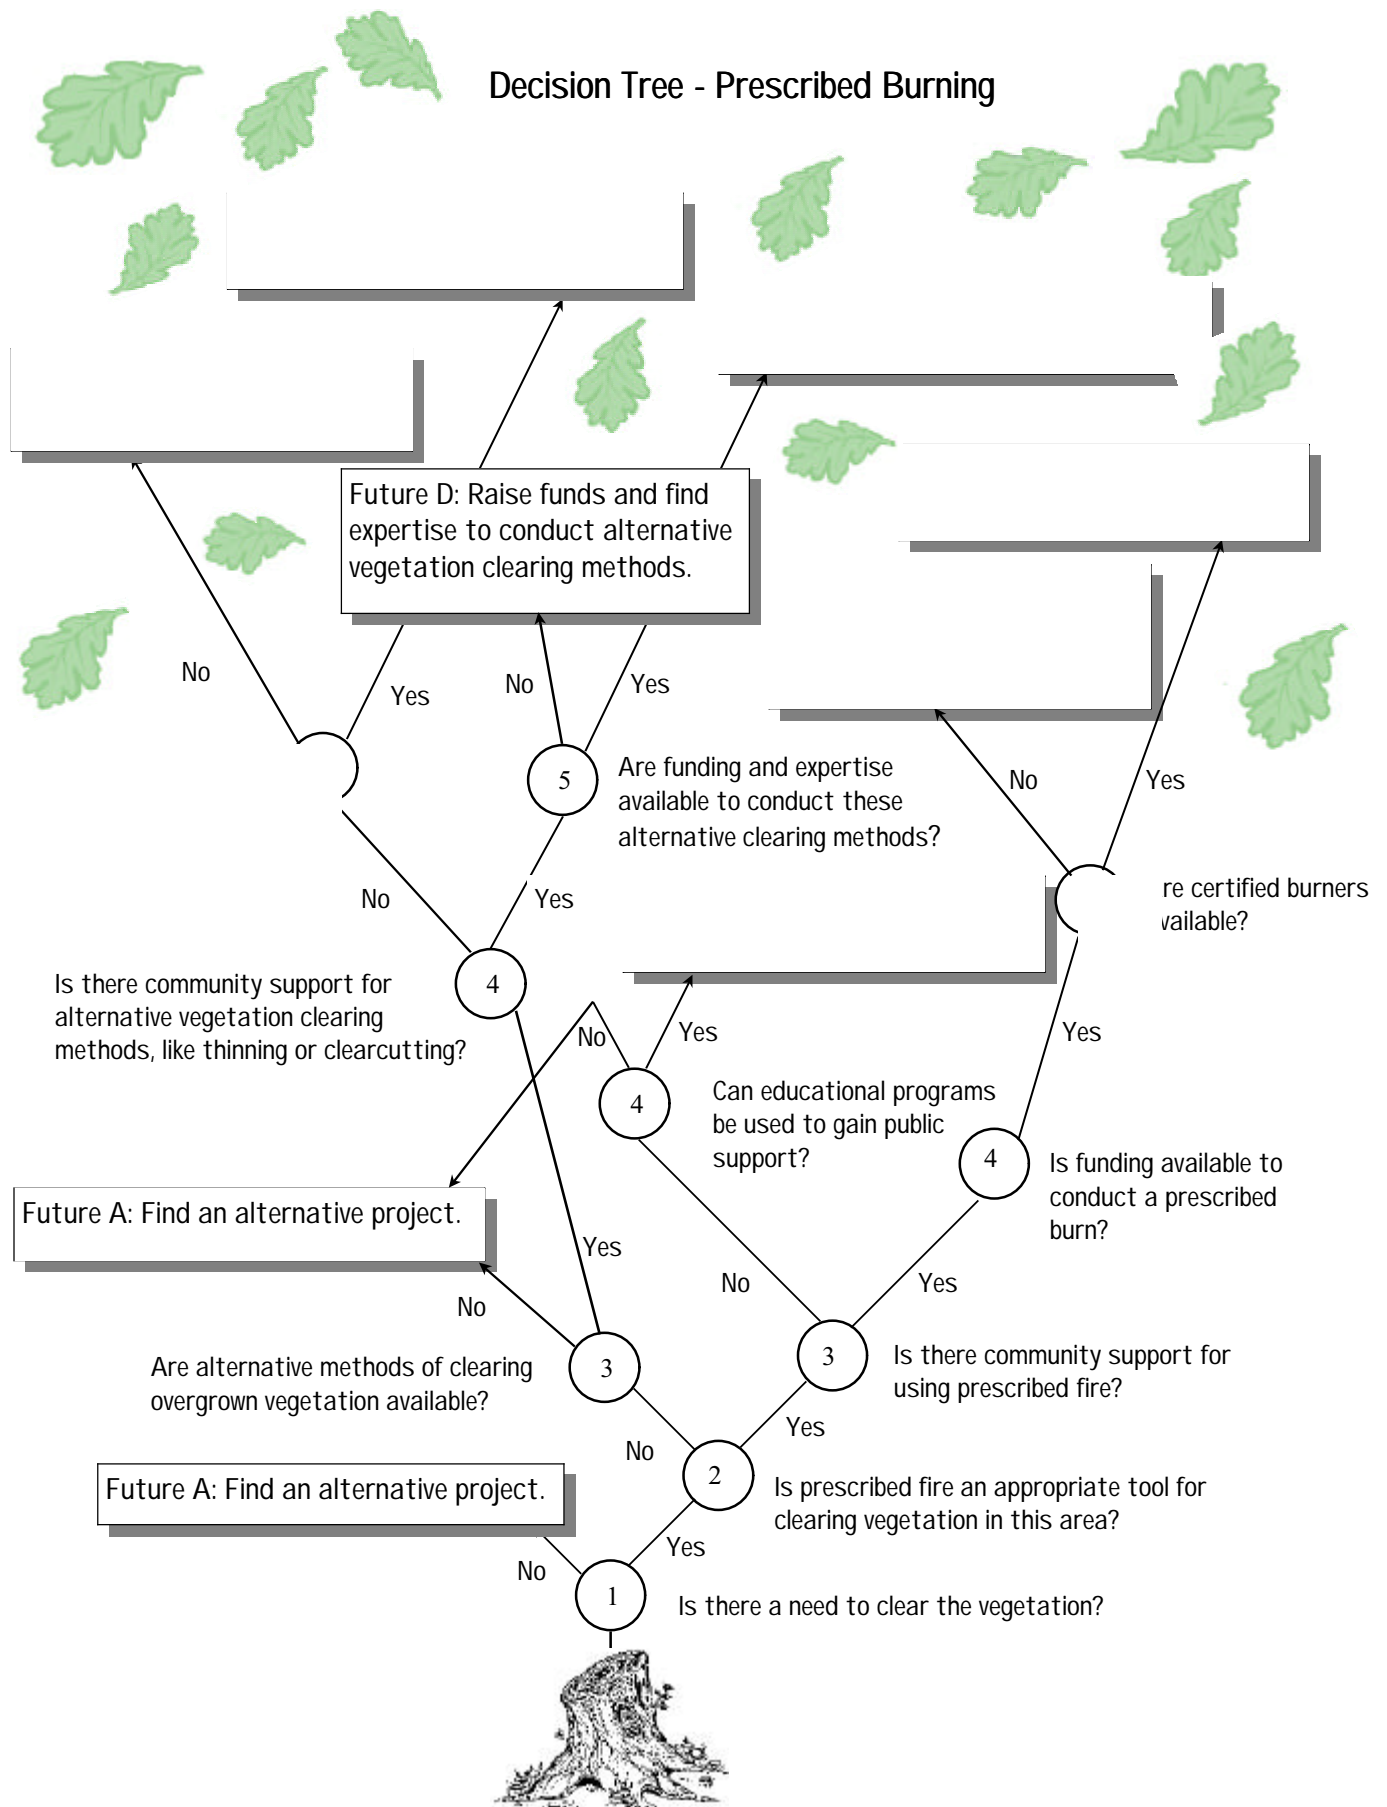 Decision Tree - Prescribed Burning
Future D: Raise funds and find
expertise to conduct alternative
vegetation clearing methods.
No
Yes
No
Yes
5
Are funding and expertise
available to conduct these
alternative clearing methods?
No
Yes
re certified burners
vailable?
No
Yes
4
Is there community support for
alternative vegetation clearing
methods, like thinning or clearcutting?
No
Yes
4
Can educational programs
be used to gain public
support?
Yes
4
Is funding available to
conduct a prescribed
burn?
Future A: Find an alternative project.
Yes
No
No
Yes
3
Are alternative methods of clearing
overgrown vegetation available?
3
Is there community support for
using prescribed fire?
No
Yes
2
Is prescribed fire an appropriate tool for
clearing vegetation in this area?
Future A: Find an alternative project.
No
Yes
1
Is there a need to clear the vegetation?